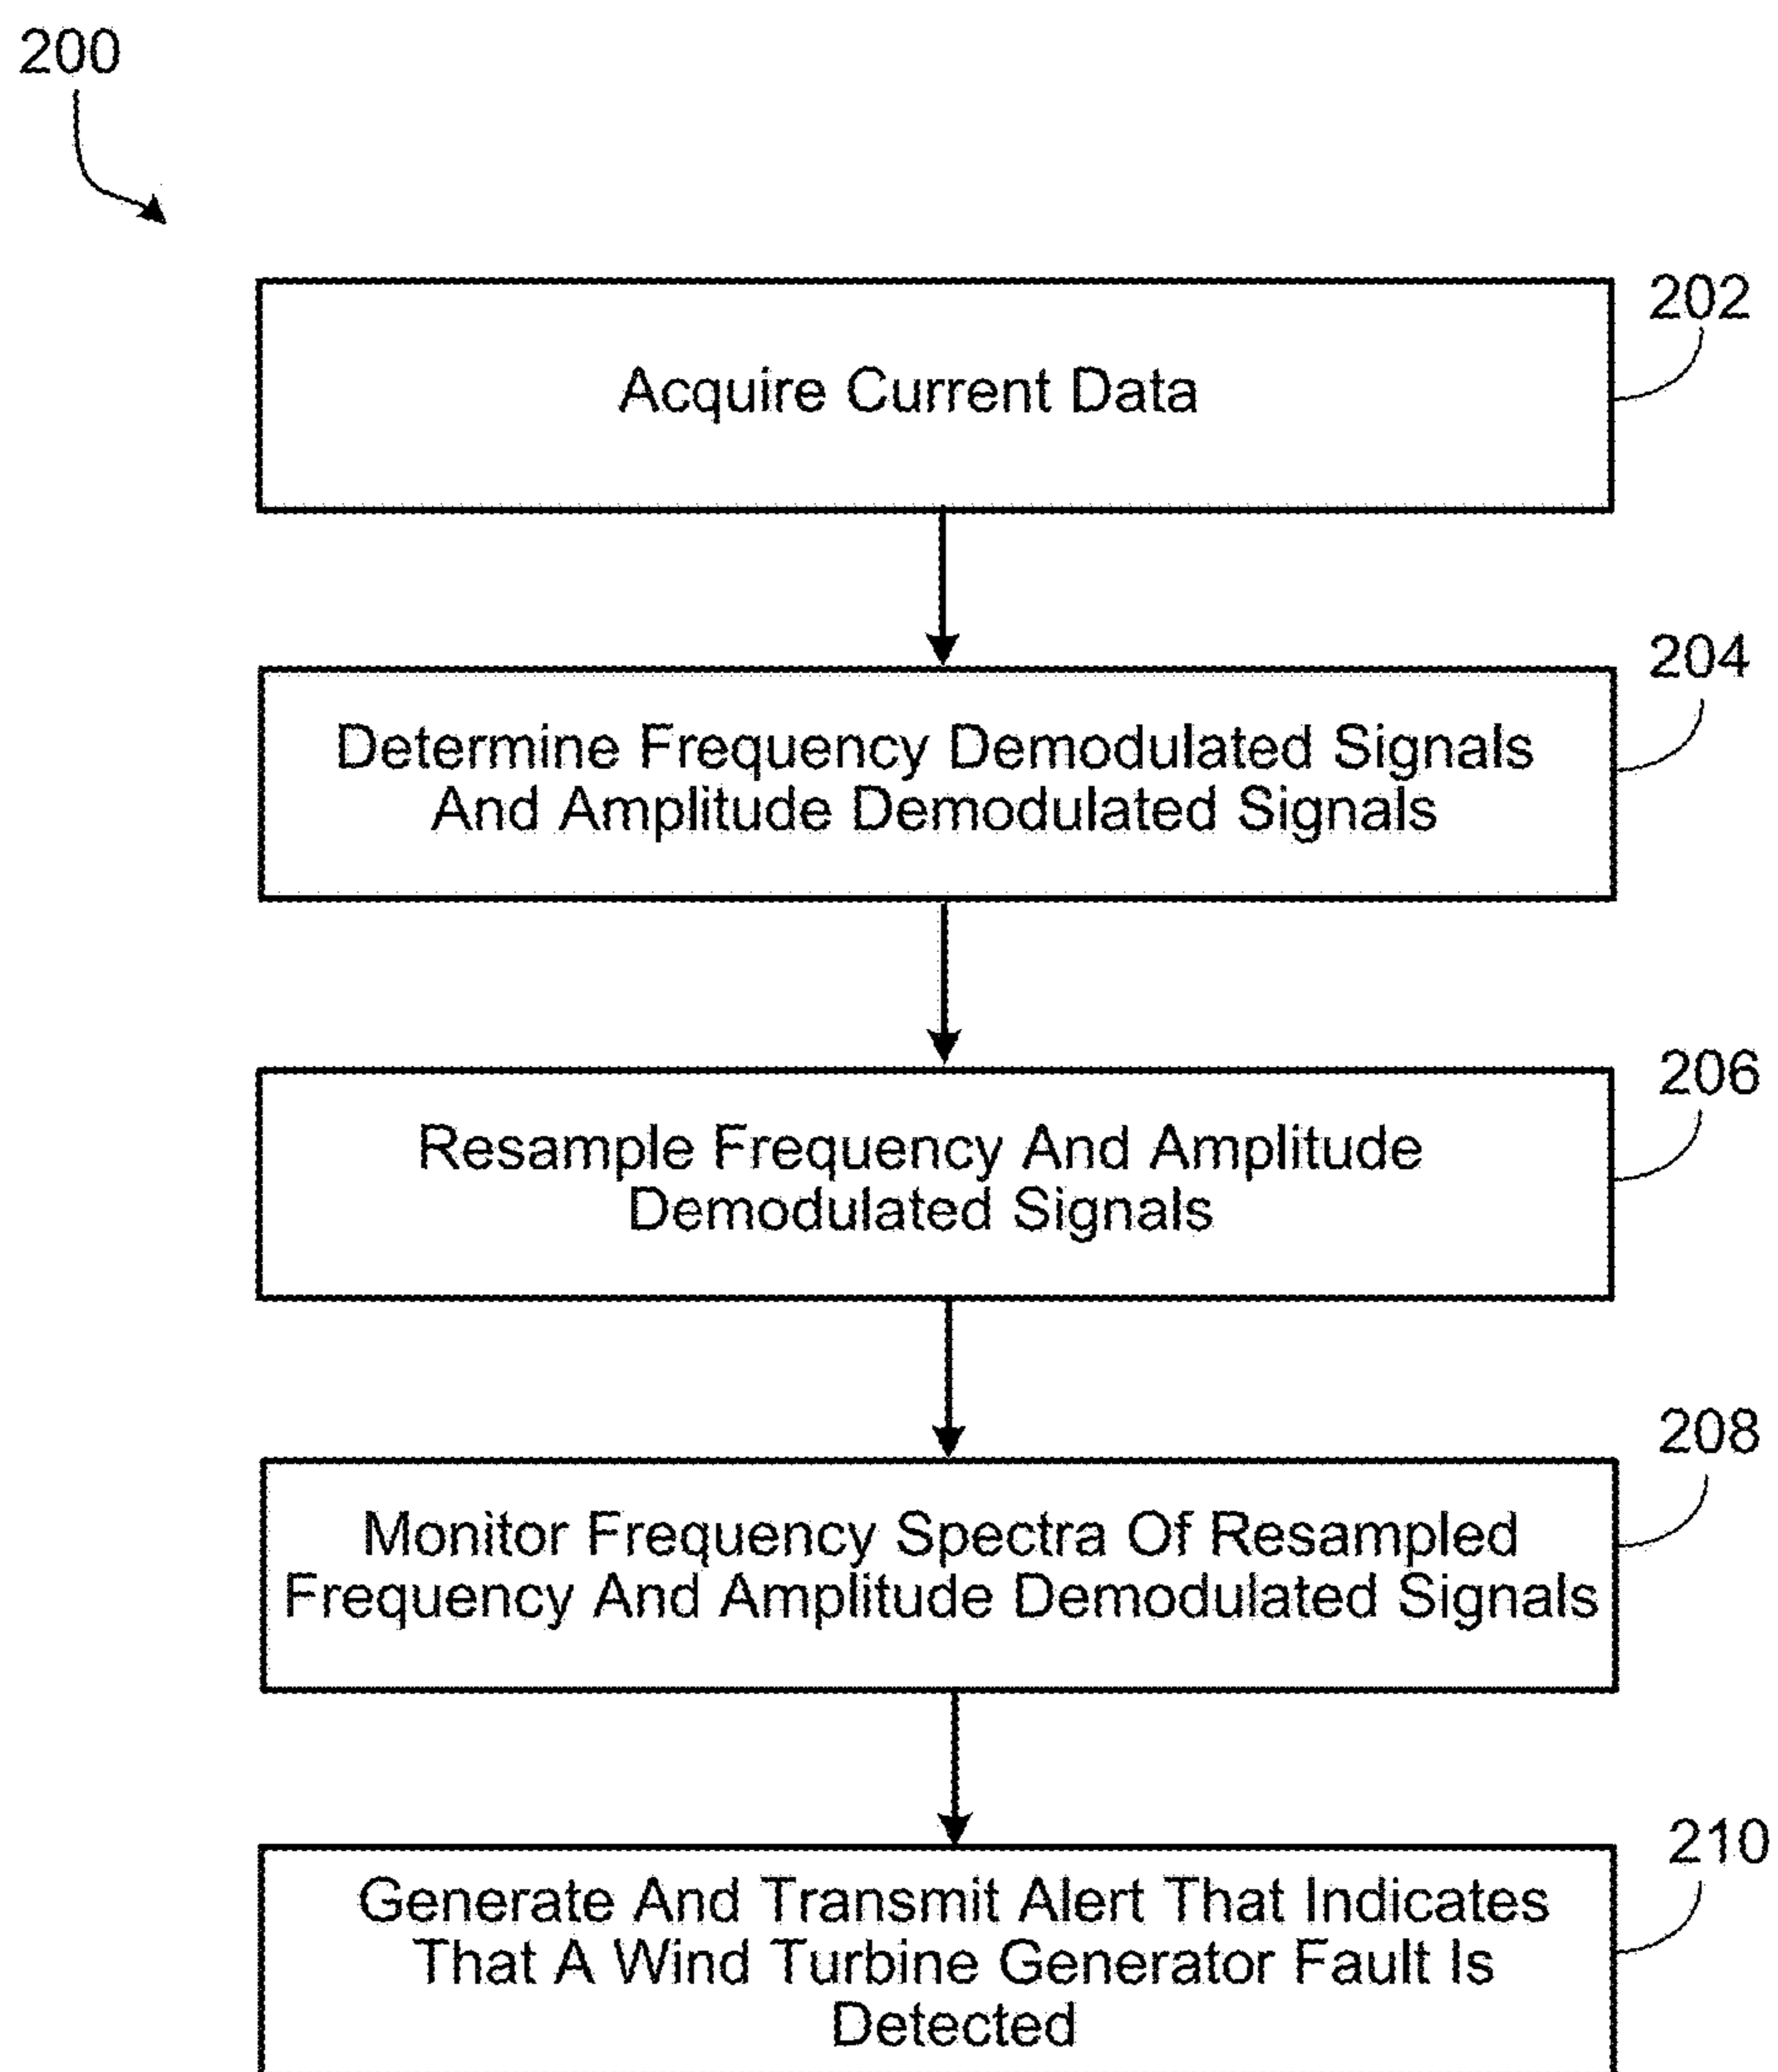 200
202
Acquire Current Data
204
Determine Frequency Demodulated Signals
And Amplitude Demodulated Signals
206
Resample Frequency And Amplitude
Demodulated Signals
208
Monitor Frequency Spectra Of Resampled
Frequency And Amplitude Demodulated Signals
210
Generate And Transmit Alert That Indicates
That A Wind Turbine Generator Fault Is
Detected